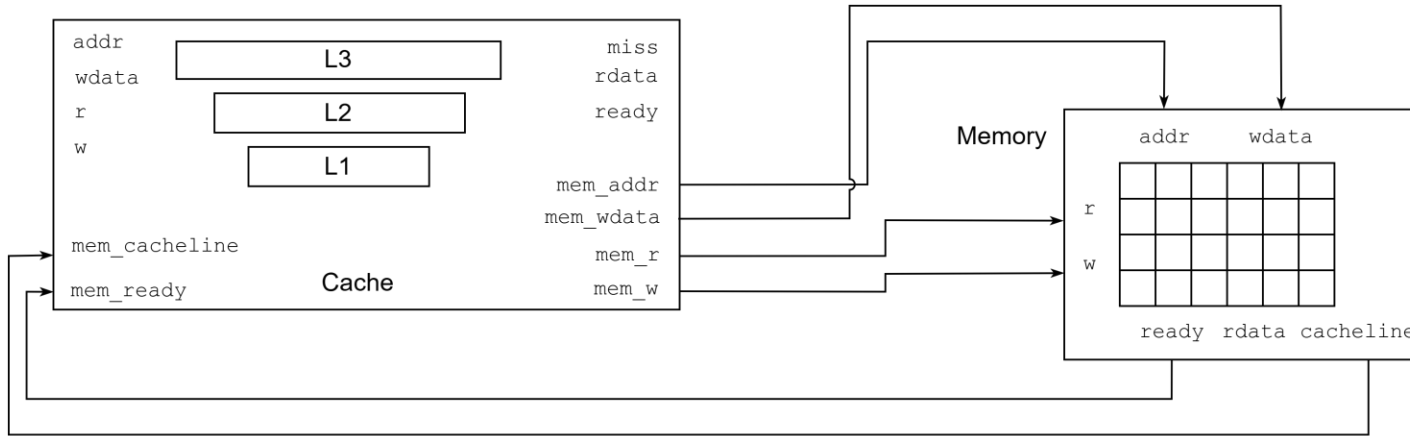 addr
wdata
r
w
L3
L2
L1
miss
rdata
ready
mem_addr
mem_wdata
mem_r
mem_w
mem_cacheline
mem_ready
Cache
Memory
addr wdata
r
w
ready rdata cacheline